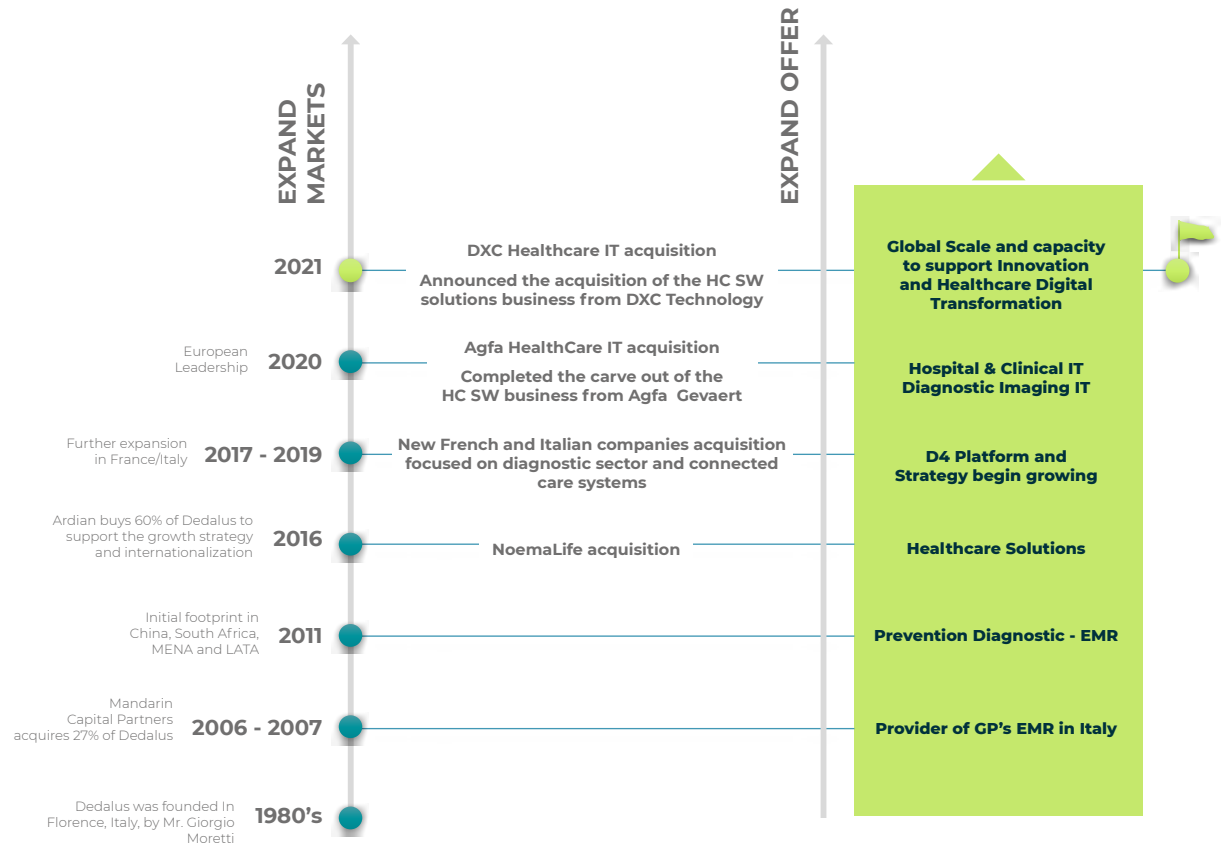 EXPAND
MARKETS
EXPAND OFFER
2021
DXC Healthcare IT acquisition
Announced the acquisition of the HC SW
solutions business from DXC Technology
Global Scale and capacity
to support Innovation
and Healthcare Digital
Transformation
European
Leadership
2020
Agfa HealthCare IT acquisition
Completed the carve out of the
HC SW business from Agfa Gevaert
Hospital & Clinical IT
Diagnostic Imaging IT
Further expansion
in France/Italy
2017 - 2019
New French and Italian companies acquisition
focused on diagnostic sector and connected
care systems
D4 Platform and
Strategy begin growing
Ardian buys 60% of Dedalus to
support the growth strategy
and internationalization
2016
NoemaLife acquisition
Healthcare Solutions
Initial footprint in
China, South Africa,
MENA and LATA
2011
Prevention Diagnostic - EMR
Mandarin
Capital Partners
acquires 27% of Dedalus
2006 - 2007
Provider of GP’s EMR in Italy
Dedalus was founded In
Florence, Italy, by Mr. Giorgio
Moretti
1980’s